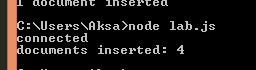 1 document inserted
C:\Users\Aksa>node lab.js
connected
documents inserted: 4